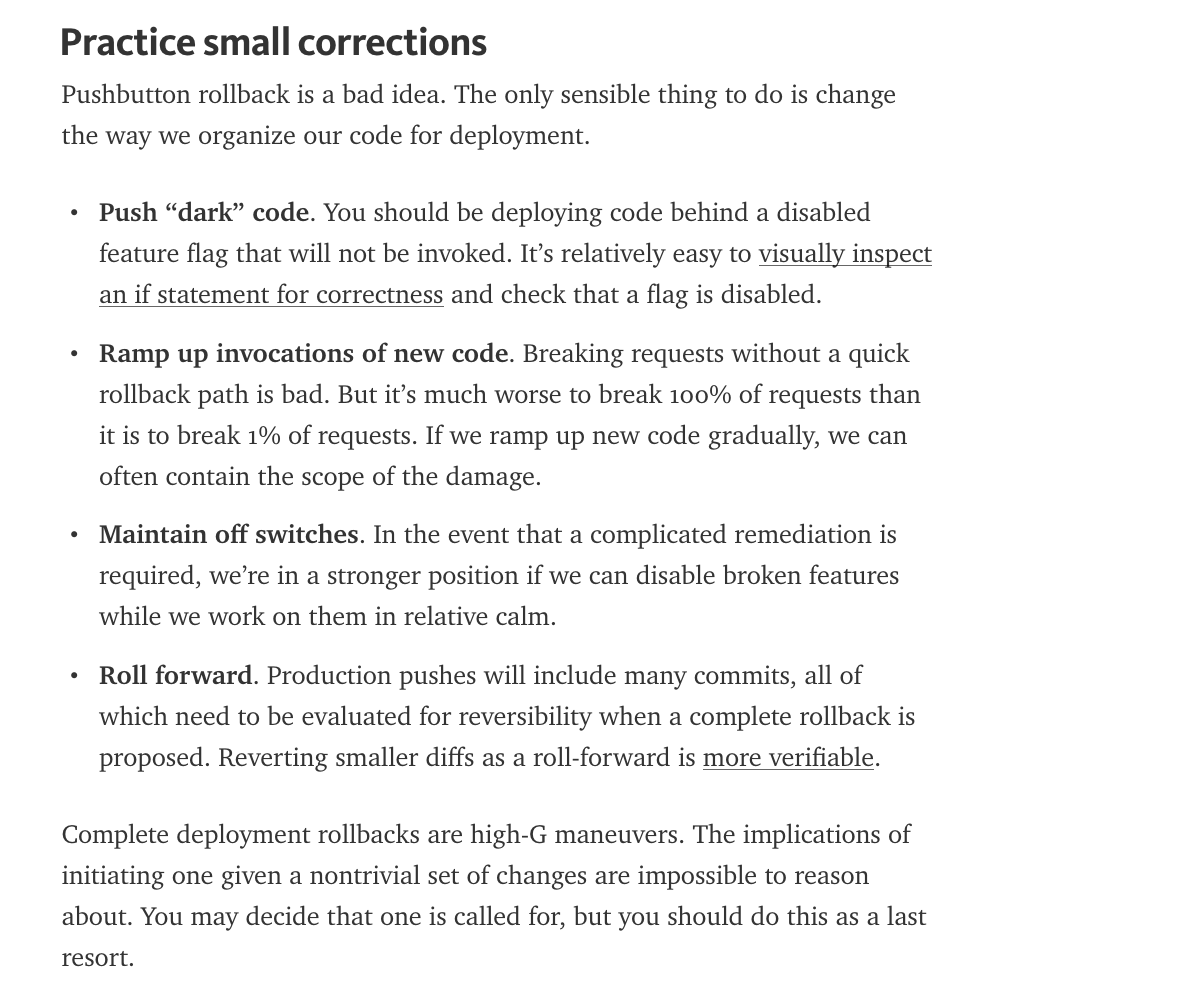 Practice small corrections
Pushbutton rollback is a bad idea. The only sensible thing to do is change
the way we organize our code for deployment.
• Push “dark” code. You should be deploying code behind a disabled
feature flag that will not be invoked. It’s relatively easy to visually inspect
an if statement for correctness and check that a flag is disabled.
• Ramp up invocations of new code. Breaking requests without a quick
rollback path is bad. But it’s much worse to break 100% of requests than
it is to break 1% of requests. If we ramp up new code gradually, we can
often contain the scope of the damage.
• Maintain off switches. In the event that a complicated remediation is
required, we’re in a stronger position if we can disable broken features
while we work on them in relative calm.
• Roll forward. Production pushes will include many commits, all of
which need to be evaluated for reversibility when a complete rollback is
proposed. Reverting smaller diffs as a roll-forward is more verifiable.
Complete deployment rollbacks are high-G maneuvers. The implications of
initiating one given a nontrivial set of changes are impossible to reason
about. You may decide that one is called for, but you should do this as a last
resort.